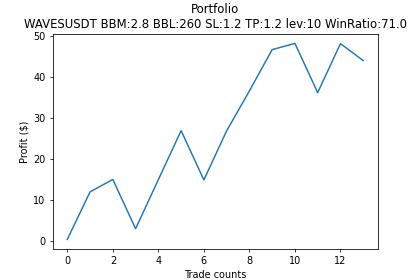 Portfolio
WAVESUSDT BBM:2.8 BBL:260 SL:1.2 TP:1.2 lev:10 WinRatio:71.0
50
40
30
20
10
0
Profit ($)
0 2 4 6 8 10 12
Trade counts